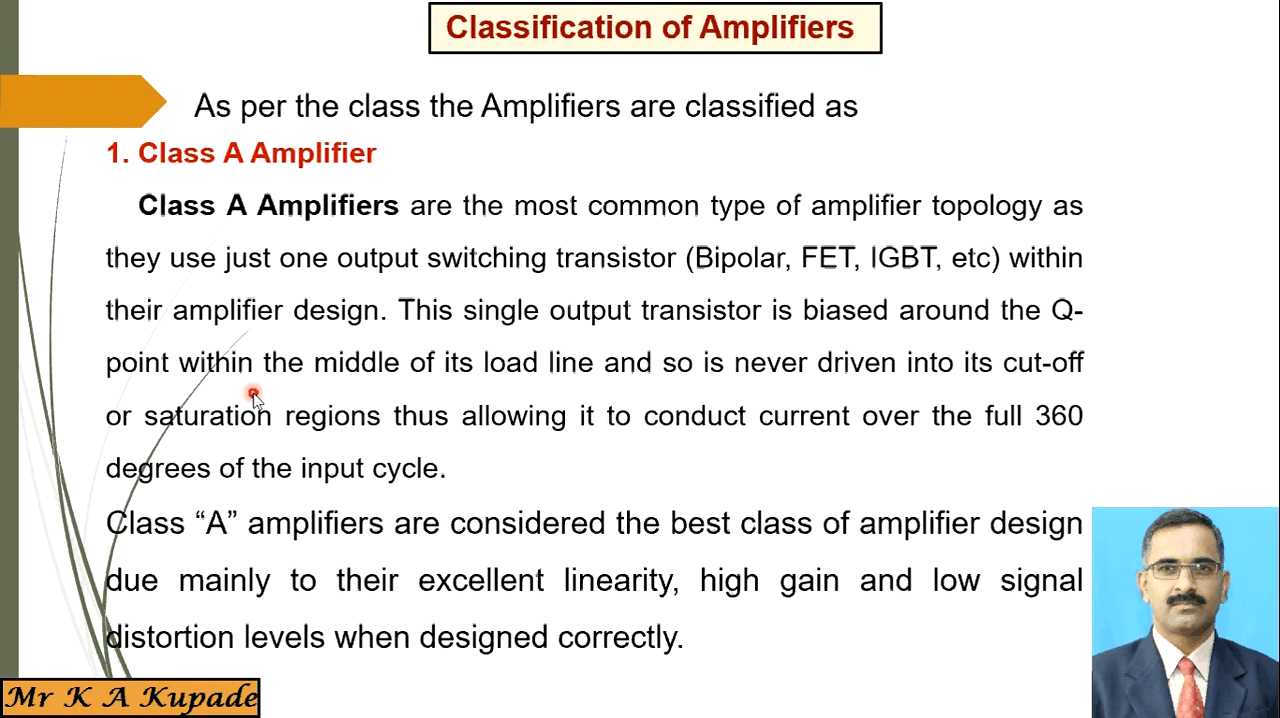 Classification of Amplifiers
As per the class the Amplifiers are classified as
1. Class A Amplifier
Class A Amplifiers are the most common type of amplifier topology as
they use just one output switching transistor (Bipolar, FET, IGBT, etc) within
their amplifier design. This single output transistor is biased around the Q-
point within the middle of its load line and so is never driven into its cut-off
or saturation regions thus allowing it to conduct current over the full 360
degrees of the input cycle.
Class “A” amplifiers are considered the best class of amplifier design
due mainly to their excellent linearity, high gain and low signal
distortion levels when designed correctly.
Mr K A Kupade